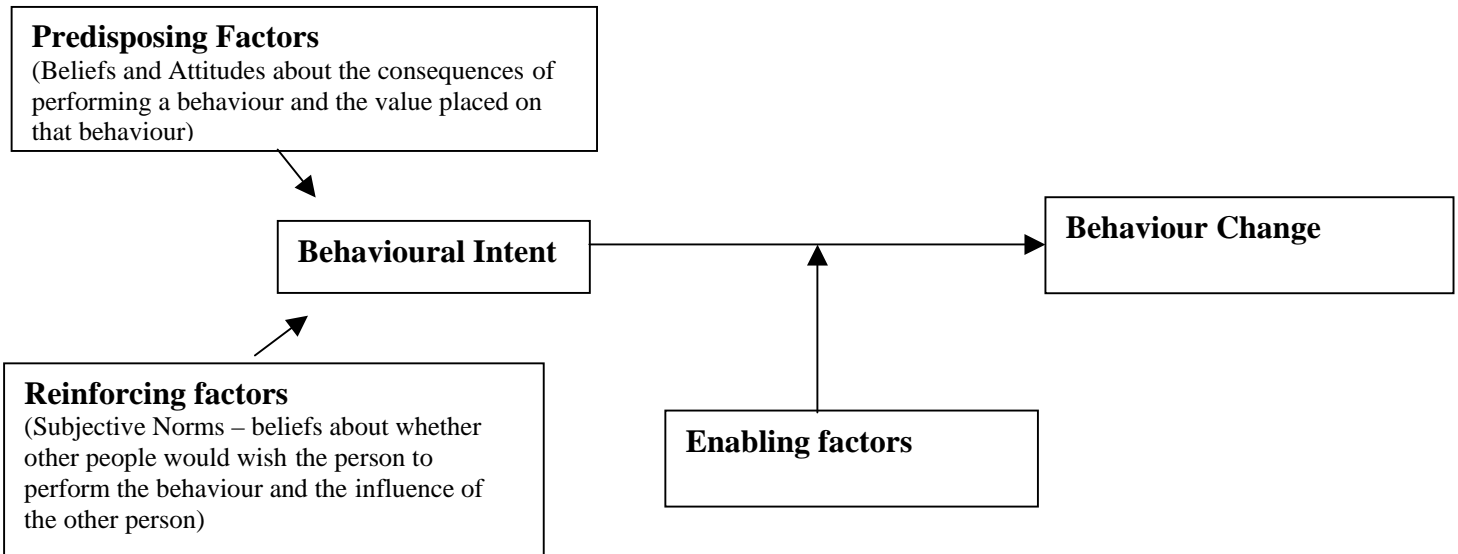 Predisposing Factors
(Beliefs and Attitudes about the consequences of
performing a behaviour and the value placed on
that behaviour)
Behavioural Intent
Behaviour Change
Reinforcing factors
(Subjective Norms – beliefs about whether
other people would wish the person to
perform the behaviour and the influence of
the other person)
Enabling factors